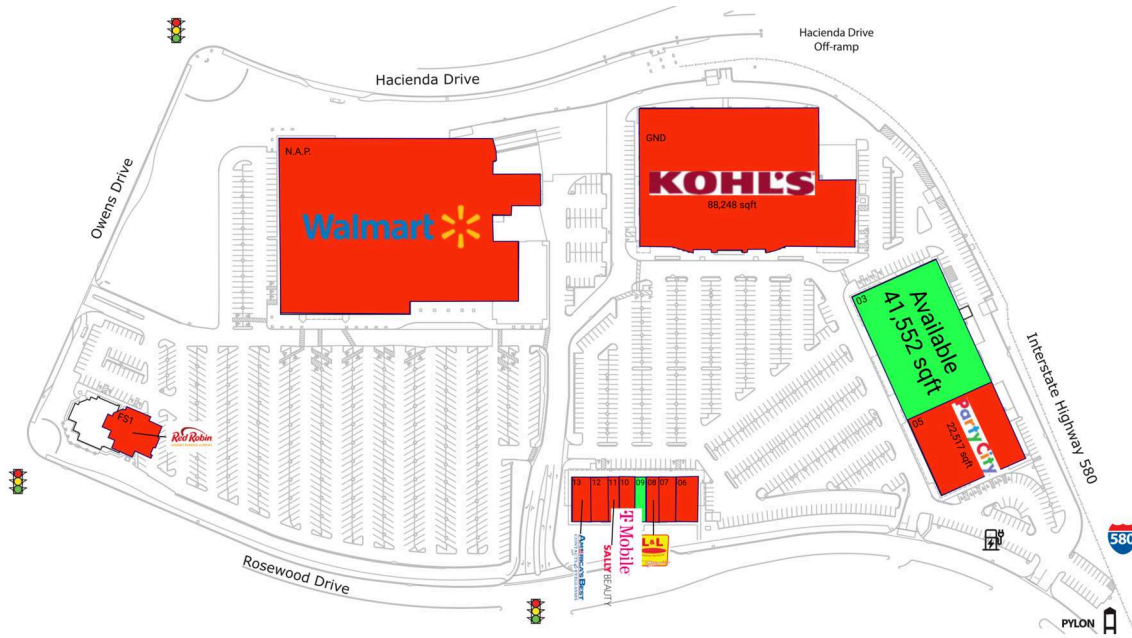 Hacienda Drive
Off-ramp
Hacienda Drive
Owens Drive
N.A.P.
Walmart
GND
KOHL'S
88,248 sqft
03
Available
41,552 sqft
Interstate Highway 580
05
Party City
22,517 sqft
FS1
Red Robin
13
12
11
10
09
08
07
06
AMERICA'S BEST
SALLY BEAUTY
T Mobile
L&L
Rosewood Drive
580
PYLON